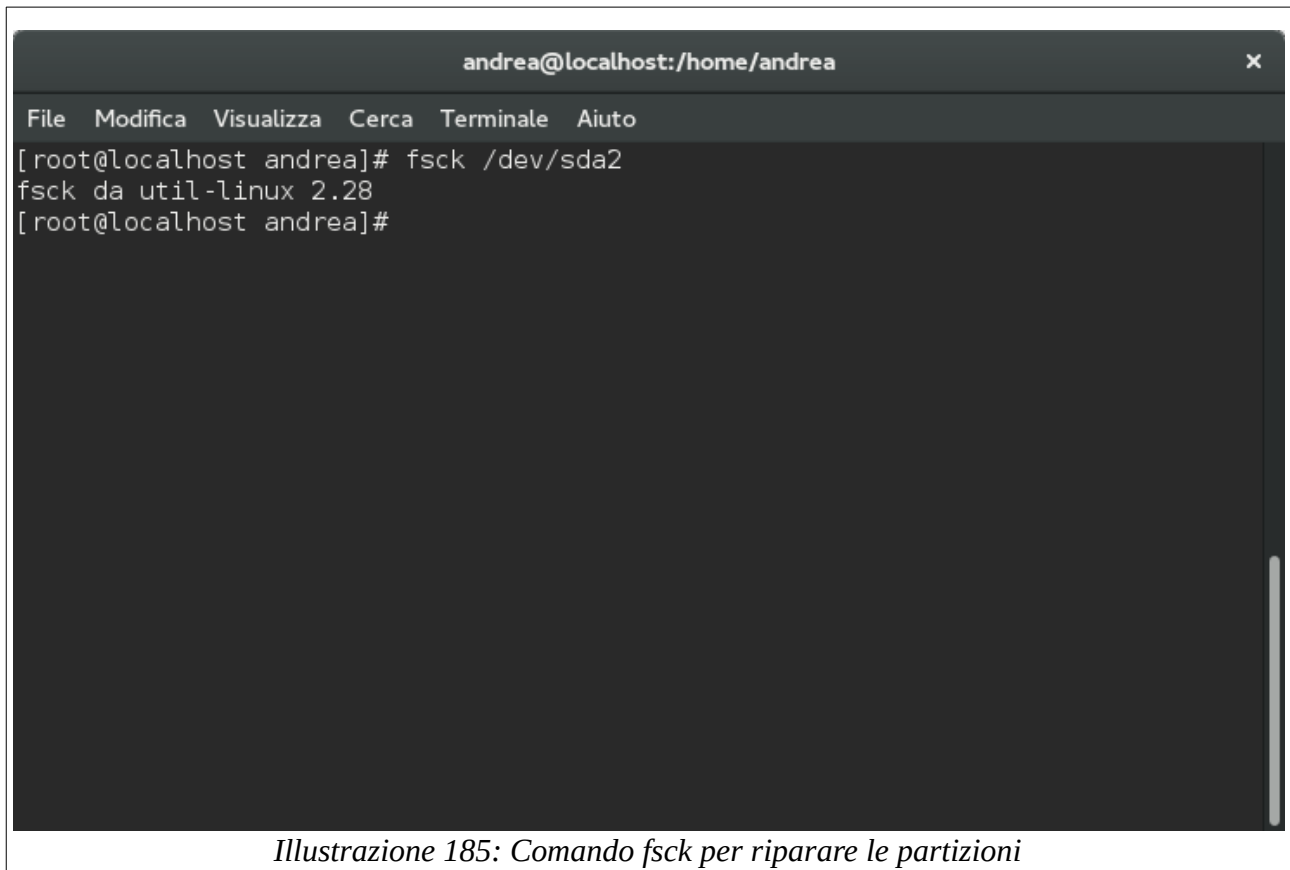 andrea@localhost:/home/andrea ×
File Modifica Visualizza Cerca Terminale Aiuto
[root@localhost andrea]# fsck /dev/sda2
fsck da util-linux 2.28
[root@localhost andrea]#
Illustrazione 185: Comando fsck per riparare le partizioni